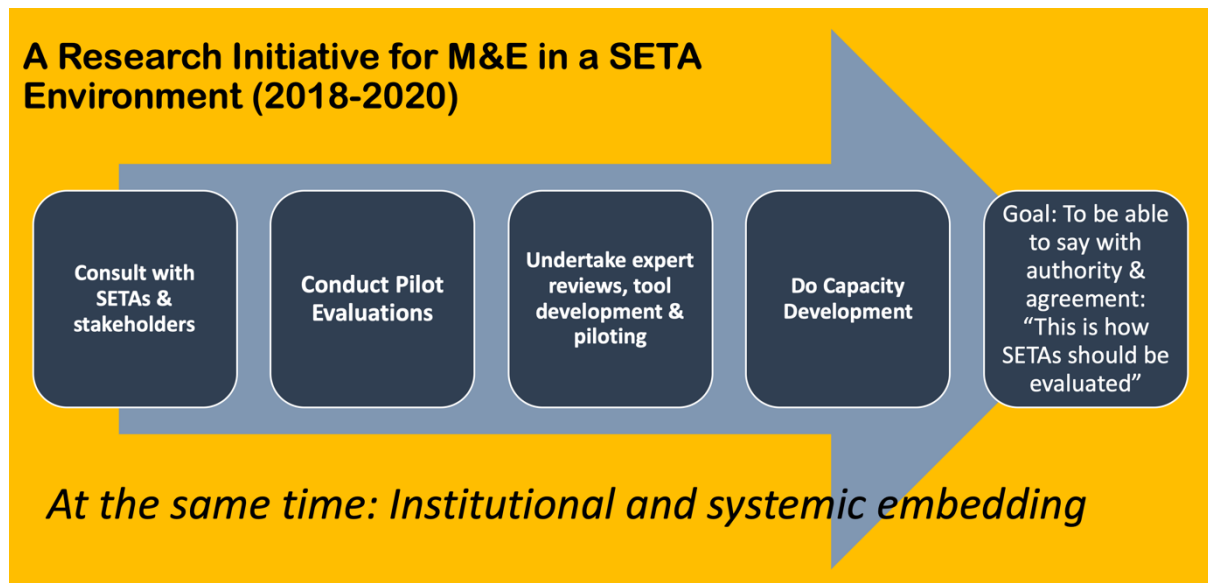 A Research Initiative for M&E in a SETA
Environment (2018-2020)
Consult with
SETAs &
stakeholders
Conduct Pilot
Evaluations
Undertake expert
reviews, tool
development &
piloting
Do Capacity
Development
Goal: To be able
to say with
authority &
agreement:
“This is how
SETAs should be
evaluated”
At the same time: Institutional and systemic embedding